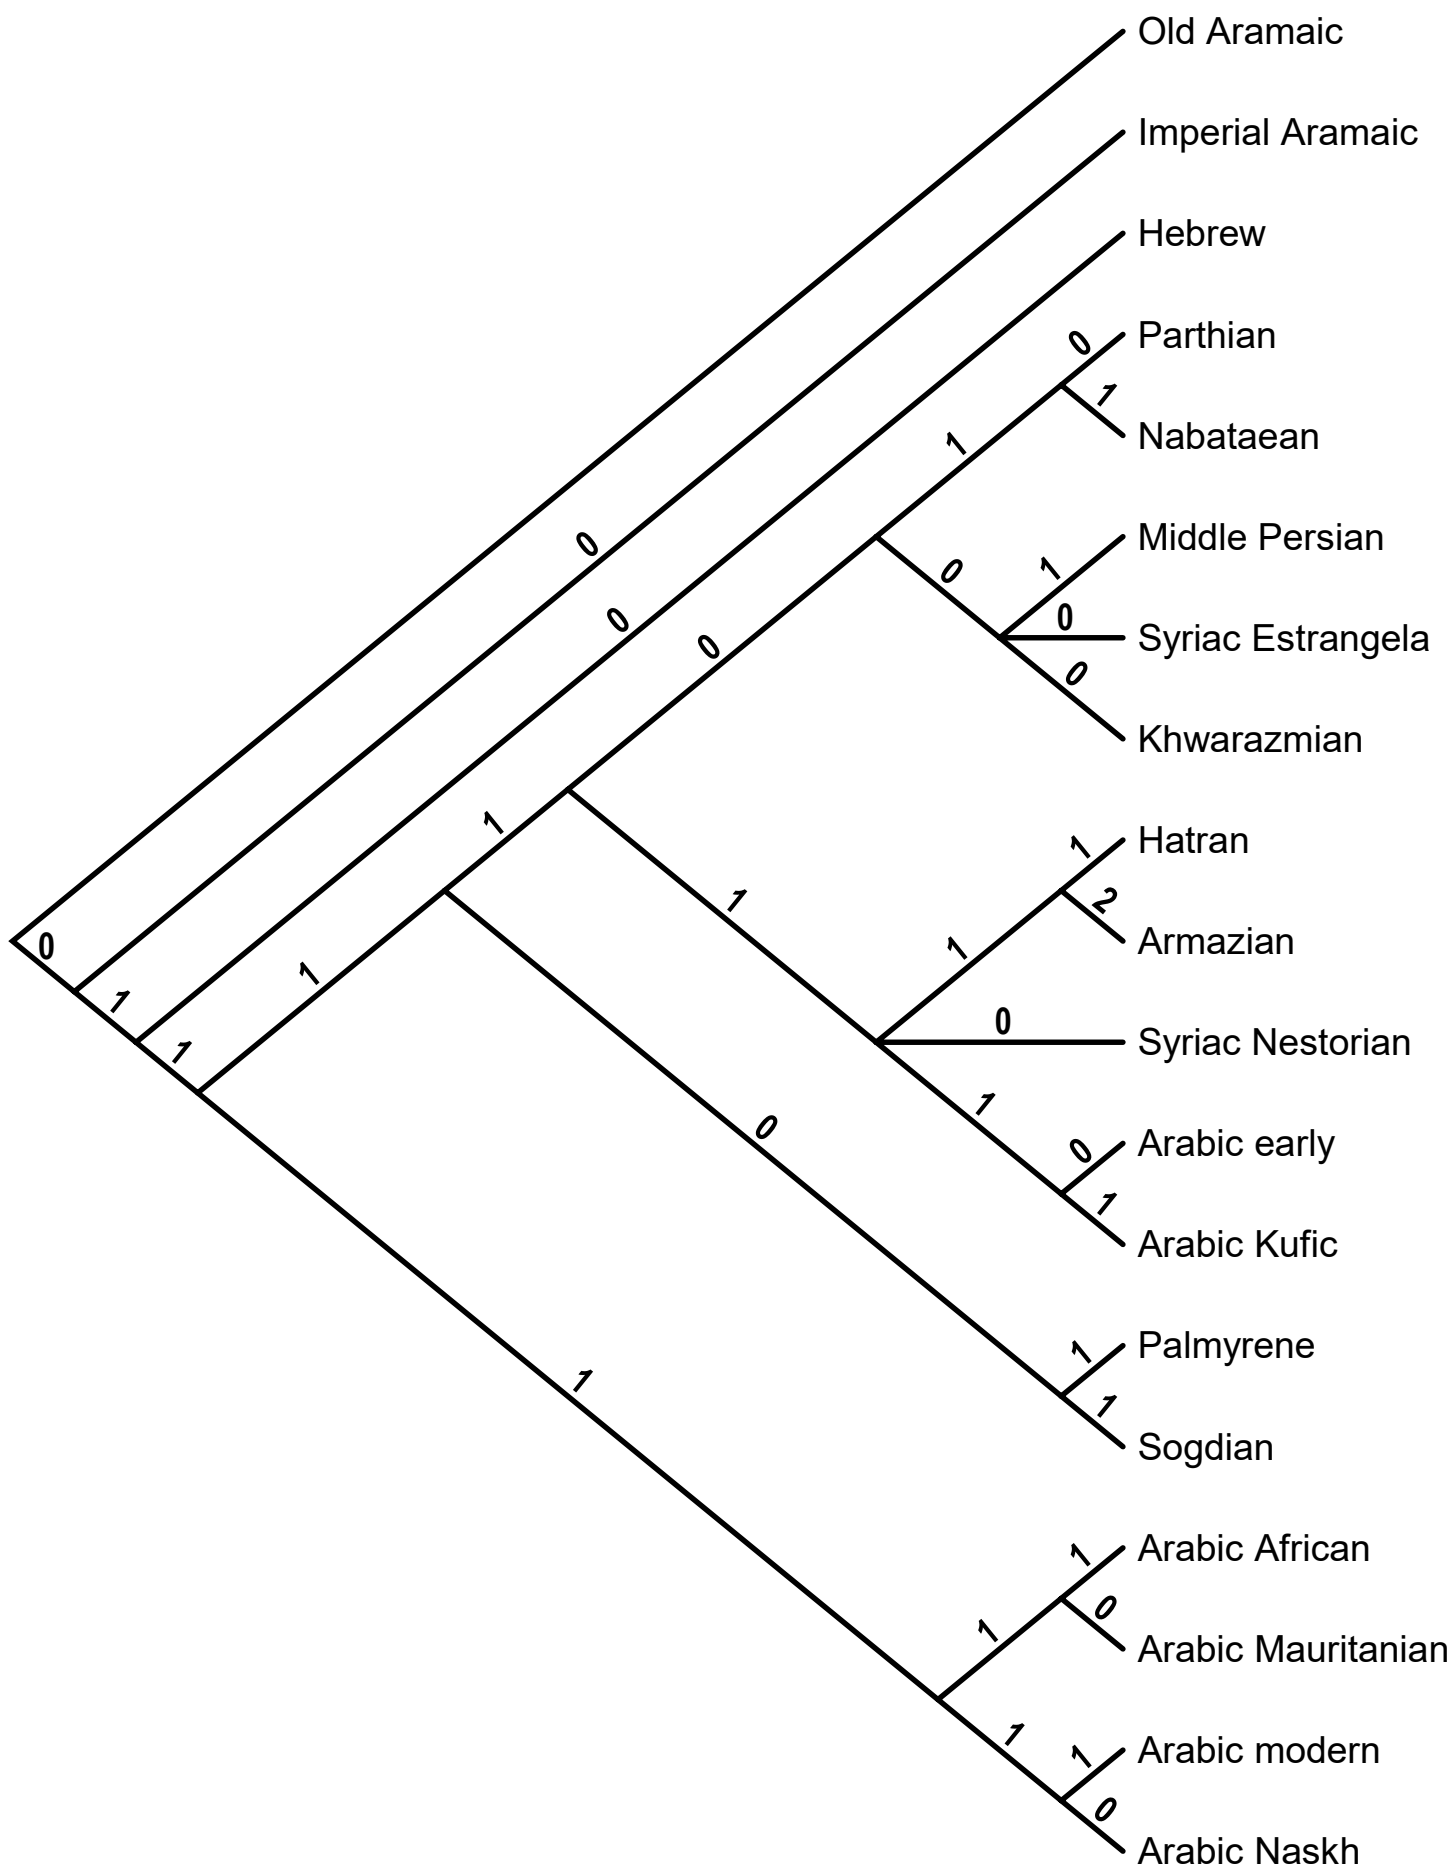 Old Aramaic
Imperial Aramaic
Hebrew
0
Parthian
1
Nabataean
1
Middle Persian
0
0
1
0
Syriac Estrangela
0
0
0
Khwarazmian
1
1
Hatran
1
2
Armazian
0
1
1
0
Syriac Nestorian
1
1
1
0
Arabic early
0
1
Arabic Kufic
1
Palmyrene
1
1
Sogdian
1
Arabic African
1
0
Arabic Mauritanian
1
1
Arabic modern
0
Arabic Naskh